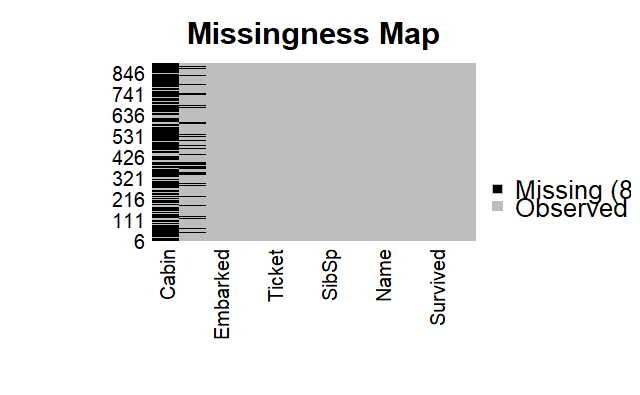 Missingness Map
846
741
636
531
426
321
216
111
6
Missing (8
Observed
Cabin
Embarked
Ticket
SibSp
Name
Survived